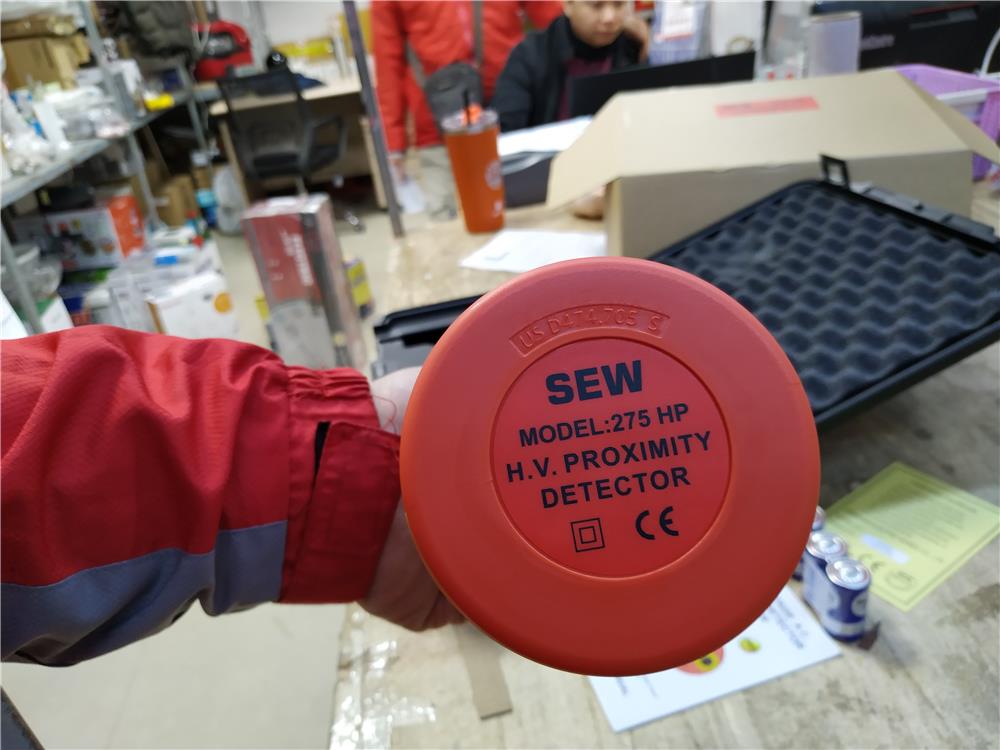 US D474,705 S
SEW
MODEL:275 HP
H.V. PROXIMITY
DETECTOR
CE